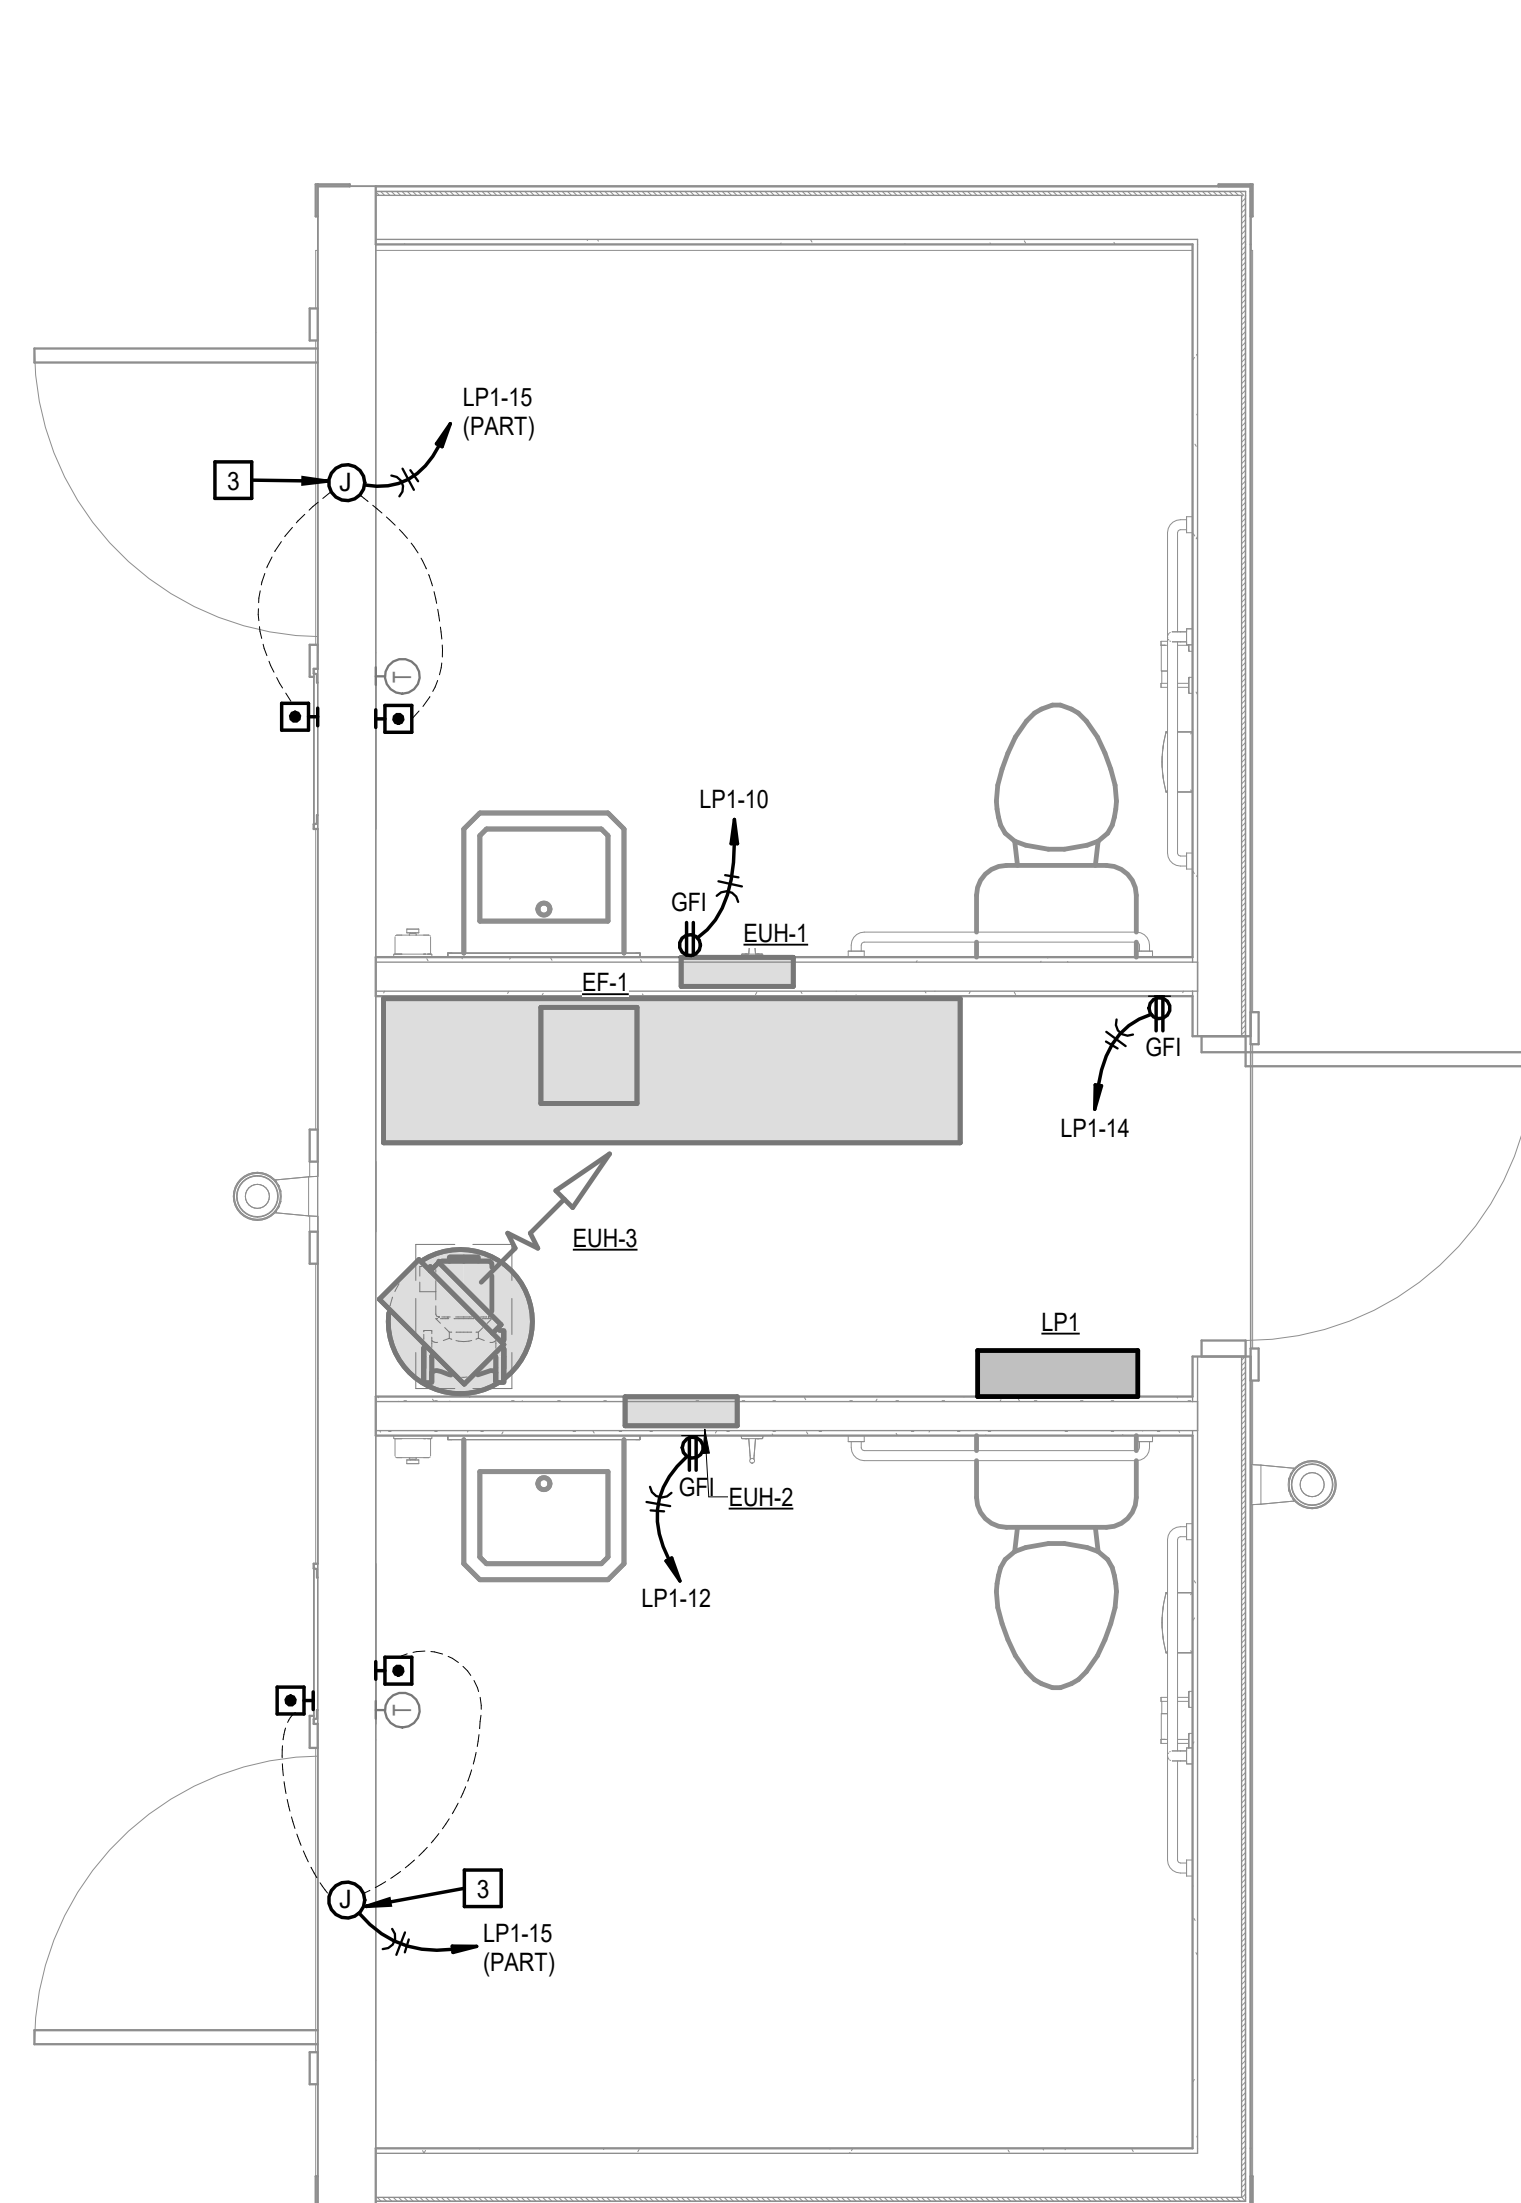 LP1-15
(PART)
3
J
T
LP1-10
GFI
EUH-1
EF-1
GFI
LP1-14
EUH-3
LP1
GFI
EUH-2
LP1-12
T
3
J
LP1-15
(PART)